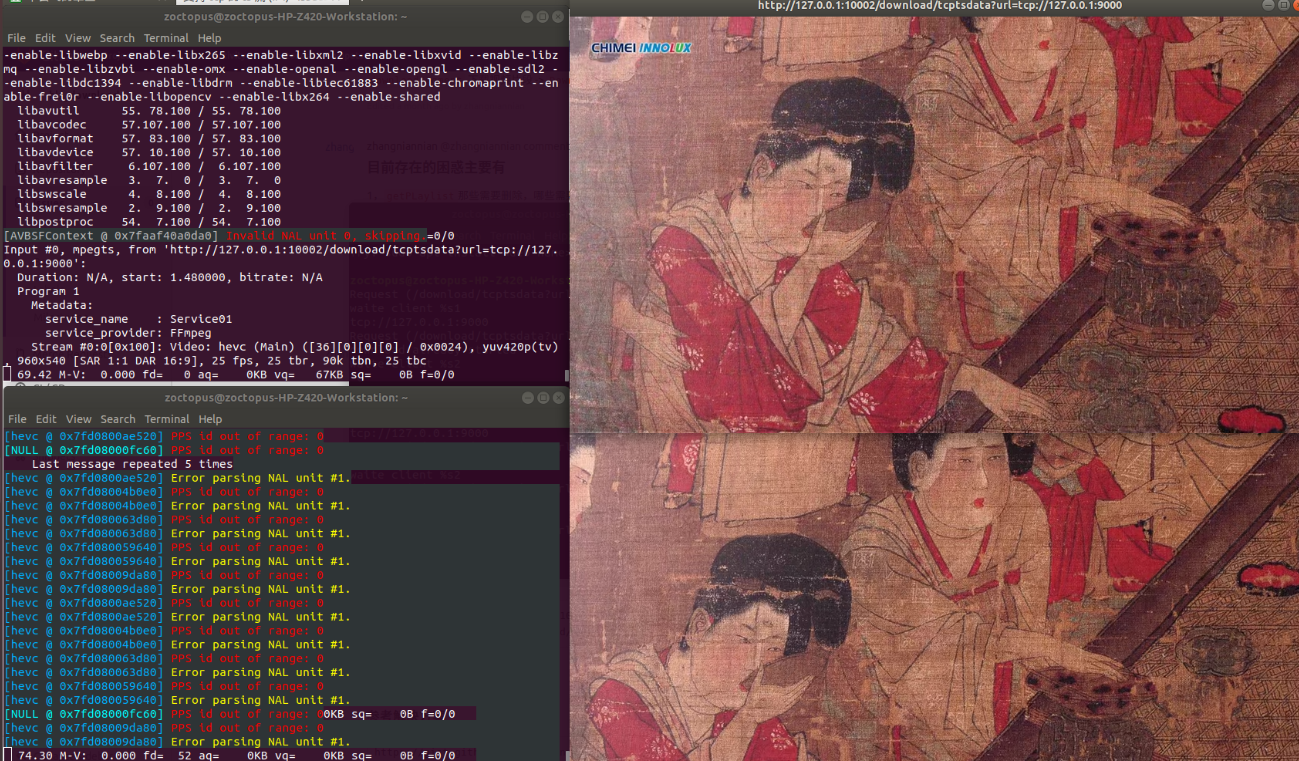 zoctopus@zoctopus-HP-Z420-Workstation: ~
File Edit View Search Terminal Help
-enable-libwebp --enable-libx265 --enable-libxml2 --enable-libxvid --enable-libz
mq --enable-libzvbi --enable-omx --enable-openal --enable-opengl --enable-sdl2 -
-enable-libdc1394 --enable-libdrm --enable-libiec61883 --enable-chromaprint --en
able-frei0r --enable-libopencv --enable-libx264 --enable-shared
libavutil 55. 78.100 / 55. 78.100
libavcodec 57.107.100 / 57.107.100
libavformat 57. 83.100 / 57. 83.100
libavdevice 57. 10.100 / 57. 10.100
libavfilter 6.107.100 / 6.107.100
libavresample 3. 7. 0 / 3. 7. 0
libswscale 4. 8.100 / 4. 8.100
libswresample 2. 9.100 / 2. 9.100
libpostproc 54. 7.100 / 54. 7.100
[AVBSFContext @ 0x7faaf40a0da0] Invalid NAL unit 0, skipping.=0/0
Input #0, mpegts, from 'http://127.0.0.1:10002/download/tcptsdata?url=tcp://127.
0.0.1:9000':
Duration: N/A, start: 1.480000, bitrate: N/A
Program 1
Metadata:
service_name : Service01
service_provider: FFmpeg
Stream #0:0[0x100]: Video: hevc (Main) ([36][0][0][0] / 0x0024), yuv420p(tv)
, 960x540 [SAR 1:1 DAR 16:9], 25 fps, 25 tbr, 90k tbn, 25 tbc
69.42 M-V: 0.000 fd= 0 aq= 0KB vq= 67KB sq= 0B f=0/0
zoctopus@zoctopus-HP-Z420-Workstation: ~
File Edit View Search Terminal Help
[hevc @ 0x7fd0800ae520] PPS id out of range: 0
[NULL @ 0x7fd08000fc60] PPS id out of range: 0
Last message repeated 5 times
[hevc @ 0x7fd0800ae520] Error parsing NAL unit #1.
[hevc @ 0x7fd08004b0e0] PPS id out of range: 0
[hevc @ 0x7fd08004b0e0] Error parsing NAL unit #1.
[hevc @ 0x7fd080063d80] PPS id out of range: 0
[hevc @ 0x7fd080063d80] Error parsing NAL unit #1.
[hevc @ 0x7fd080059640] PPS id out of range: 0
[hevc @ 0x7fd080059640] Error parsing NAL unit #1.
[hevc @ 0x7fd08009da80] PPS id out of range: 0
[hevc @ 0x7fd08009da80] Error parsing NAL unit #1.
[hevc @ 0x7fd0800ae520] PPS id out of range: 0
[hevc @ 0x7fd0800ae520] Error parsing NAL unit #1.
[hevc @ 0x7fd08004b0e0] PPS id out of range: 0
[hevc @ 0x7fd08004b0e0] Error parsing NAL unit #1.
[hevc @ 0x7fd080063d80] PPS id out of range: 0
[hevc @ 0x7fd080063d80] Error parsing NAL unit #1.
[hevc @ 0x7fd080059640] PPS id out of range: 0
[hevc @ 0x7fd080059640] Error parsing NAL unit #1.
[NULL @ 0x7fd08000fc60] PPS id out of range: 00KB sq= 0B f=0/0
[hevc @ 0x7fd08009da80] PPS id out of range: 0
[hevc @ 0x7fd08009da80] Error parsing NAL unit #1.
74.30 M-V: 0.000 fd= 52 aq= 0KB vq= 0KB sq= 0B f=0/0
http://127.0.0.1:10002/download/tcptsdata?url=tcp://127.0.0.1:9000
CHIMEI INNOLUX
目前存在的困惑主要有